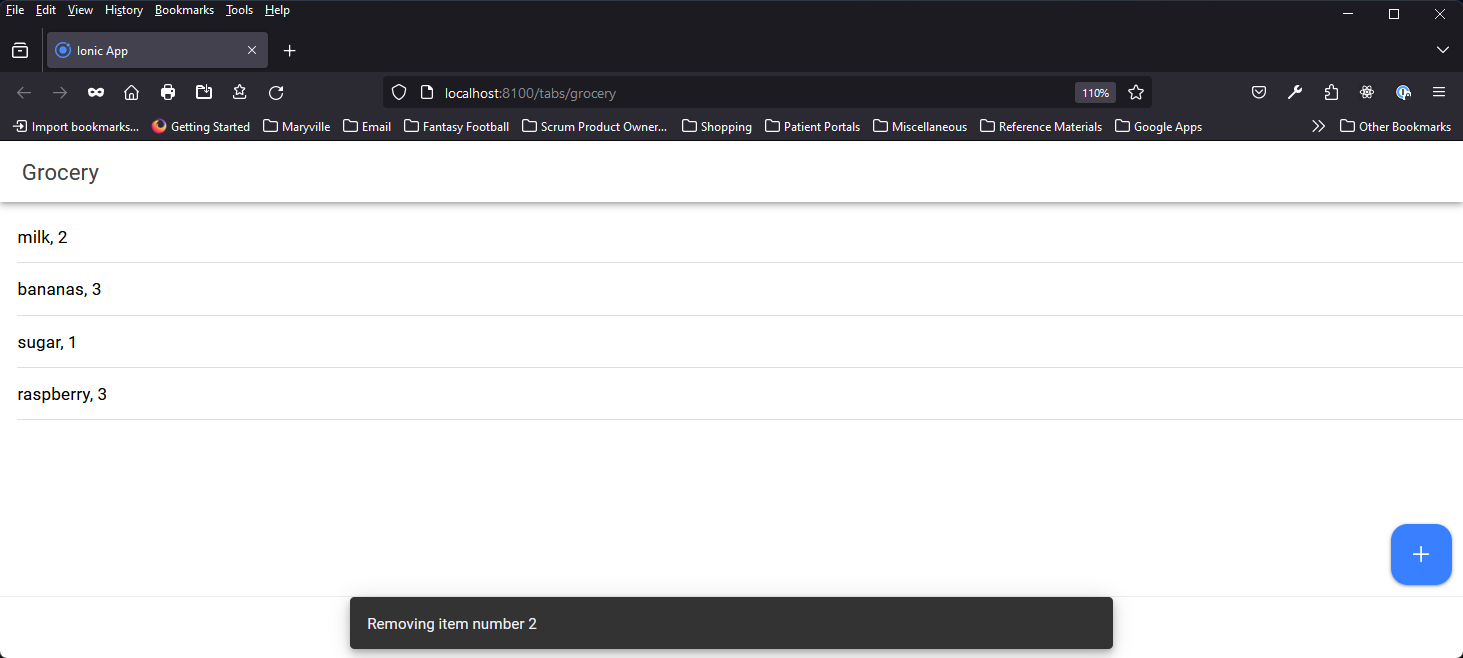 File Edit View History Bookmarks Tools Help
Ionic App
localhost:8100/tabs/grocery 110%
Import bookmarks... Getting Started Maryville Email Fantasy Football Scrum Product Owner... Shopping Patient Portals Miscellaneous Reference Materials Google Apps Other Bookmarks
Grocery
milk, 2
bananas, 3
sugar, 1
raspberry, 3
Removing item number 2